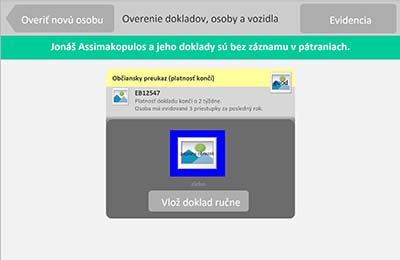 Overiť novú osobu
Overenie dokladov, osoby a vozidla
Evidencia
Jonáš Assimakopulos a jeho doklady sú bez záznamu v pátraniach.
Občiansky preukaz (platnosť končí)
EB12547
Platnosť dokladu končí o 2 týždne.
Osoba má evidované 3 priestupky za posledný rok.
Vlož doklad ručne